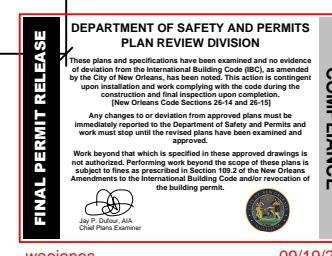 FINAL PERMIT RELEASE
DEPARTMENT OF SAFETY AND PERMITS
PLAN REVIEW DIVISION
These plans and specifications have been examined and no evidence
of deviation from the International Building Code (IBC), as amended
by the City of New Orleans, has been noted. This action is contingent
upon installation and work complying with the code during the
construction and final inspection upon completion.
[New Orleans Code Sections 26-14 and 26-15]
Any changes to or deviation from approved plans must be
immediately reported to the Department of Safety and Permits and
work must stop until the revised plans have been examined and
approved.
Work beyond that which is specified in these approved drawings is
not authorized. Performing work beyond the scope of these plans is
subject to fines as prescribed in Section 109.2 of the New Orleans
Amendments to the International Building Code and/or revocation of
the building permit.
Jay P. Dufour, AIA
Chief Plans Examiner